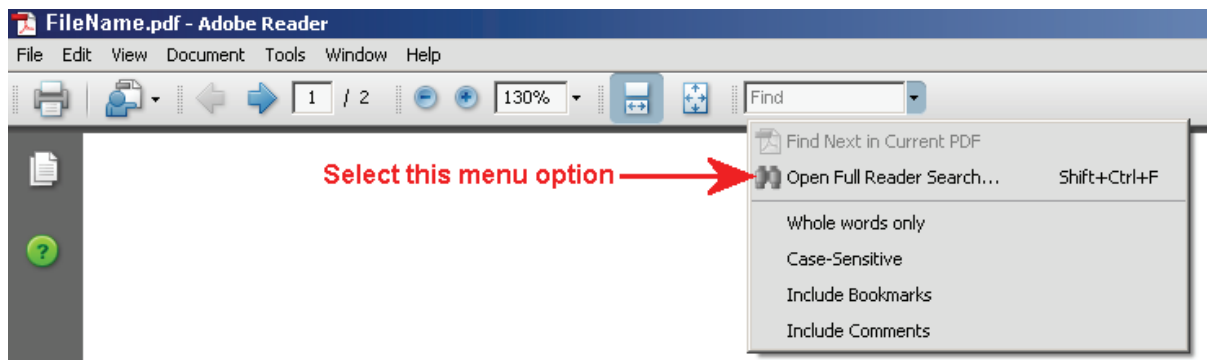 FileName.pdf - Adobe Reader
File Edit View Document Tools Window Help
1 / 2 130% Find
Find Next in Current PDF
Select this menu option Open Full Reader Search... Shift+Ctrl+F
Whole words only
? 
Case-Sensitive
Include Bookmarks
Include Comments